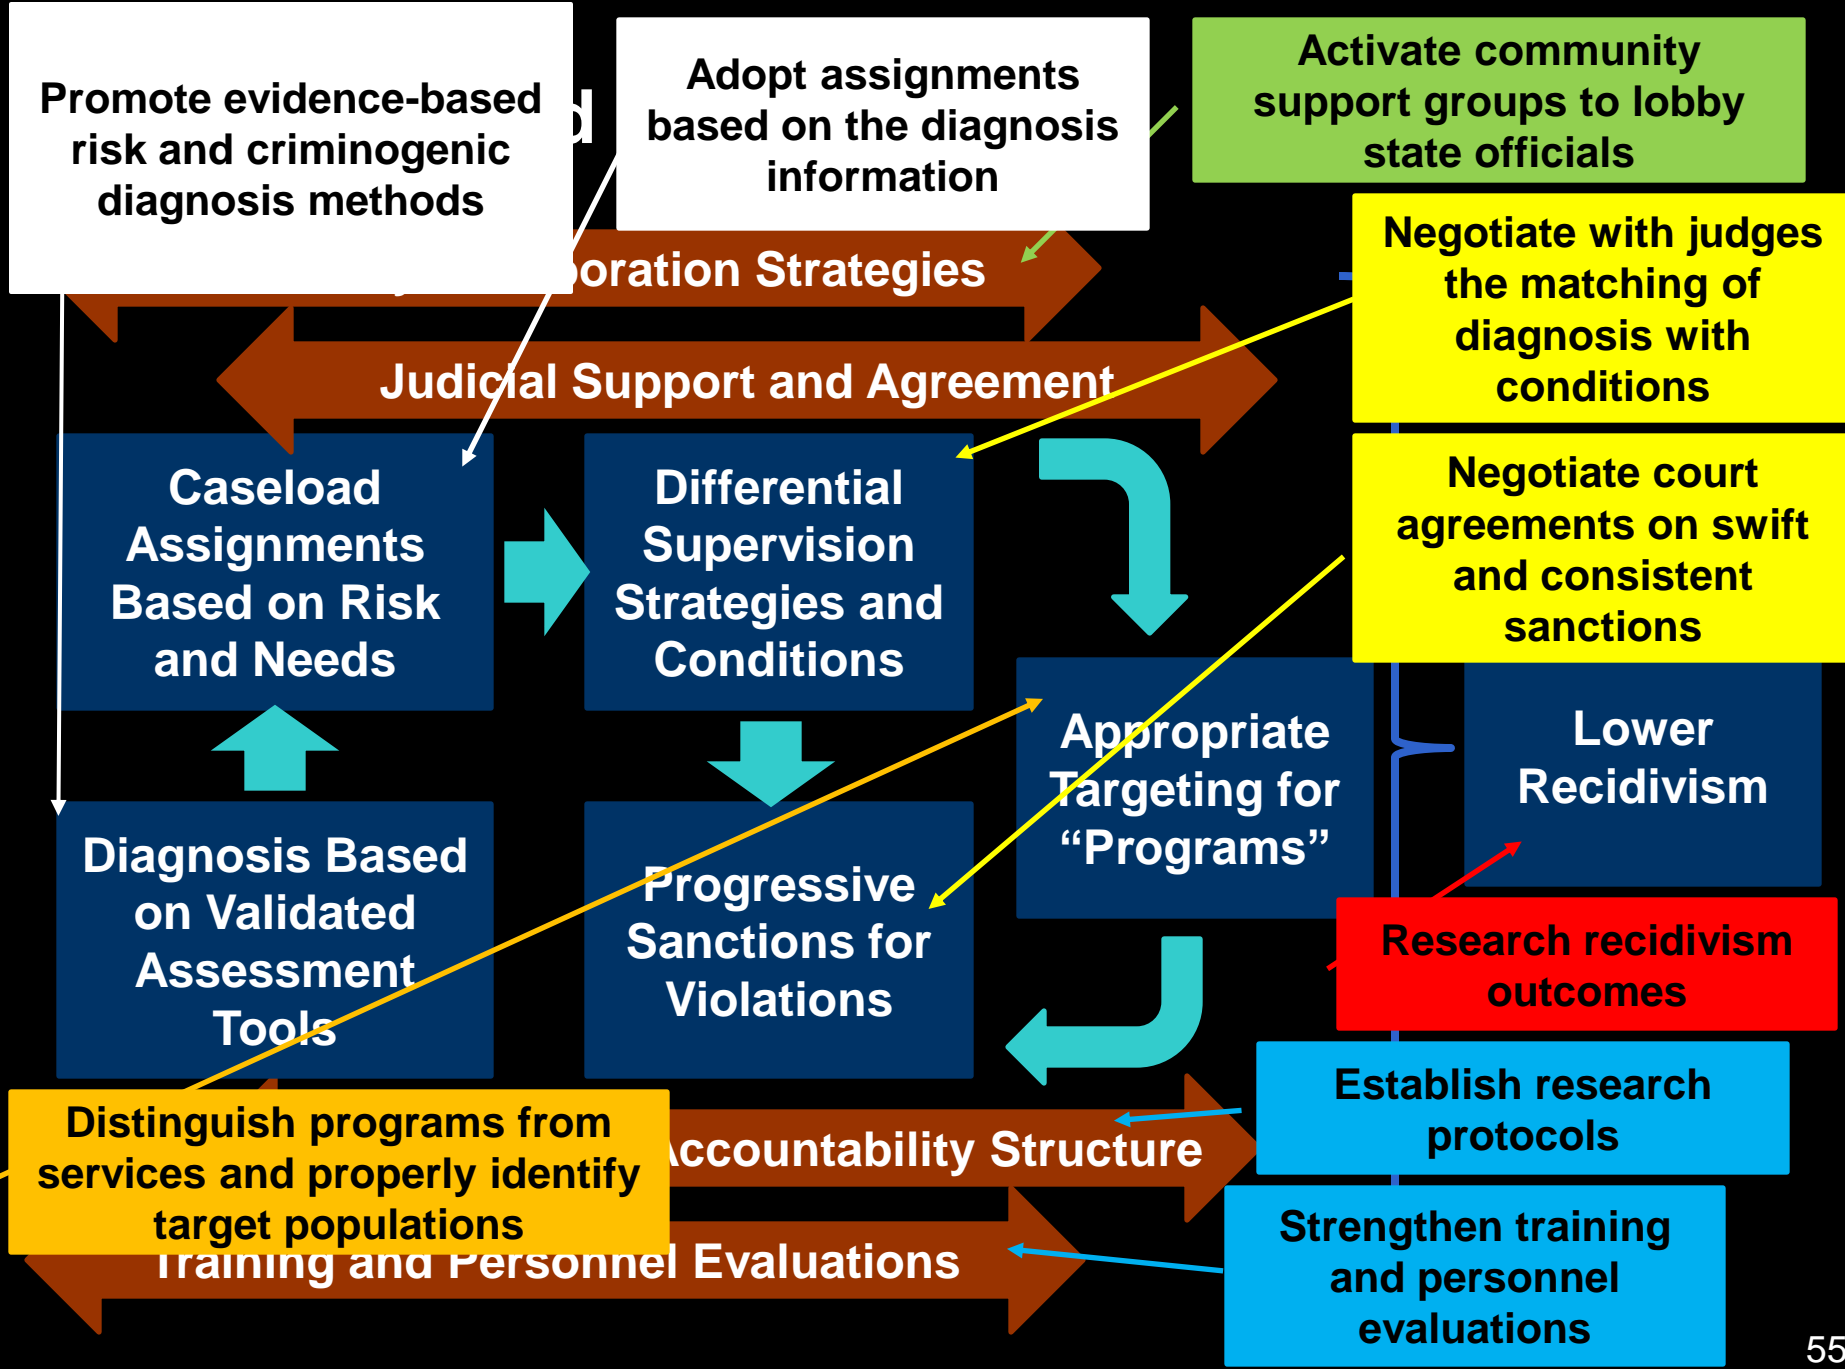 Promote evidence-based
risk and criminogenic
diagnosis methods
d
Adopt assignments
based on the diagnosis
information
Activate community
support groups to lobby
state officials
Negotiate with judges
the matching of
diagnosis with
conditions
Strategies
Judicial Support and Agreement
Negotiate court
agreements on swift
and consistent
sanctions
Caseload
Assignments
Based on Risk
and Needs
Differential
Supervision
Strategies and
Conditions
Appropriate
Targeting for
“Programs”
Lower
Recidivism
Diagnosis Based
on Validated
Assessment
Tools
Progressive
Sanctions for
Violations
Research recidivism
outcomes
Distinguish programs from
services and properly identify
target populations
Accountability Structure
Establish research
protocols
Training and Personnel Evaluations
Strengthen training
and personnel
evaluations
55